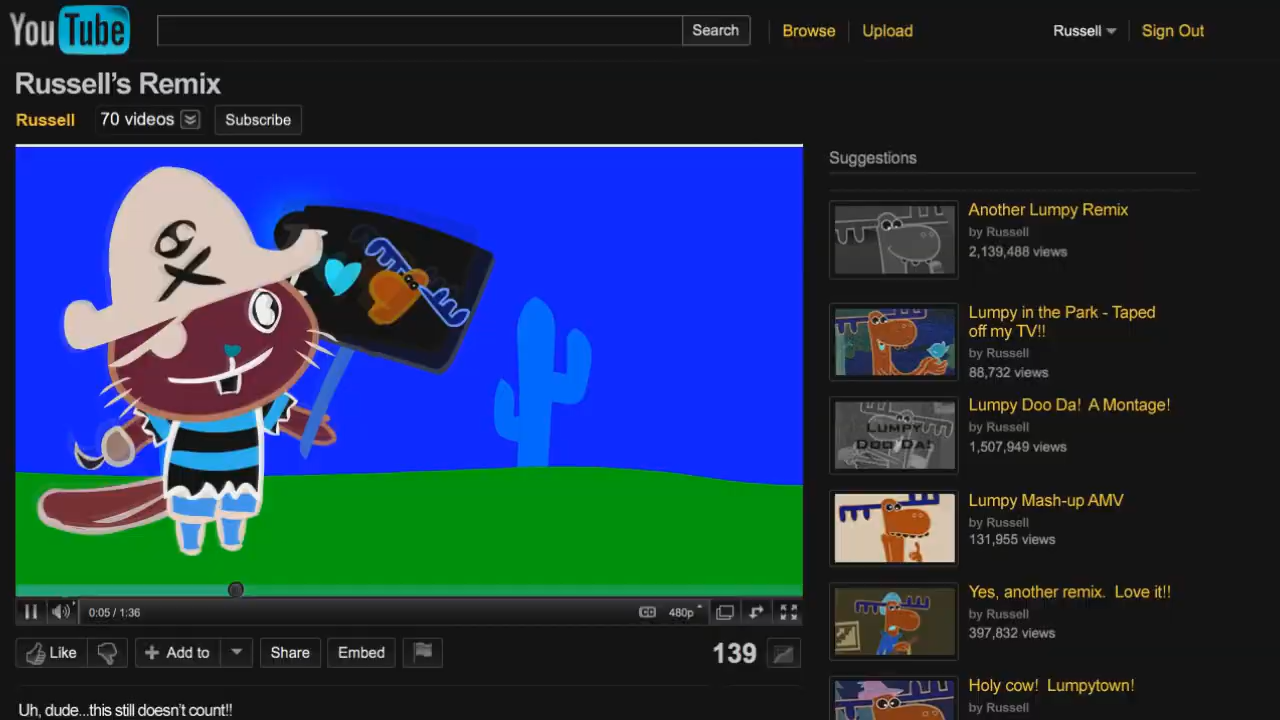 YouTube
Search
Browse
Upload
Russell
Sign Out
Russell's Remix
Russell
70 videos
Subscribe
Suggestions
Another Lumpy Remix
by Russell
2,139,488 views
Lumpy in the Park - Taped
off my TV!!
by Russell
88,732 views
LUMPY
DOO DA!
Lumpy Doo Da! A Montage!
by Russell
1,507,949 views
Lumpy Mash-up AMV
by Russell
131,955 views
Yes, another remix. Love it!!
by Russell
397,832 views
Holy cow! Lumpytown!
by Russell
0:05 / 1:36
CC
480p
Like
Add to
Share
Embed
139
Uh, dude...this still doesn't count!!